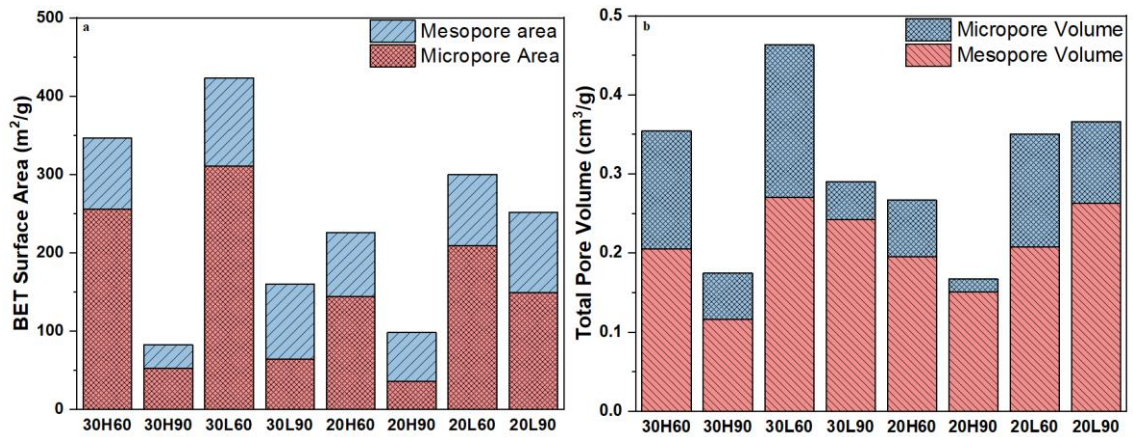 a
Mesopore area
Micropore Area
500
400
300
200
100
0
BET Surface Area (m²/g)
30H60 30H90 30L60 30L90 20H60 20H90 20L60 20L90
b
Micropore Volume
Mesopore Volume
0.5
0.4
0.3
0.2
0.1
0.0
Total Pore Volume (cm³/g)
30H60 30H90 30L60 30L90 20H60 20H90 20L60 20L90